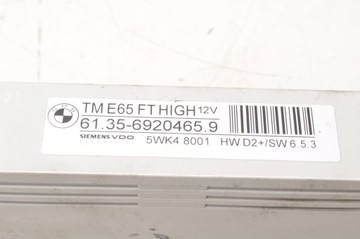 TM E65 FT HIGH 12V
61.35-6920465.9
SIEMENS VDO 5WK4 8001 HW D2+/SW 6.5.3